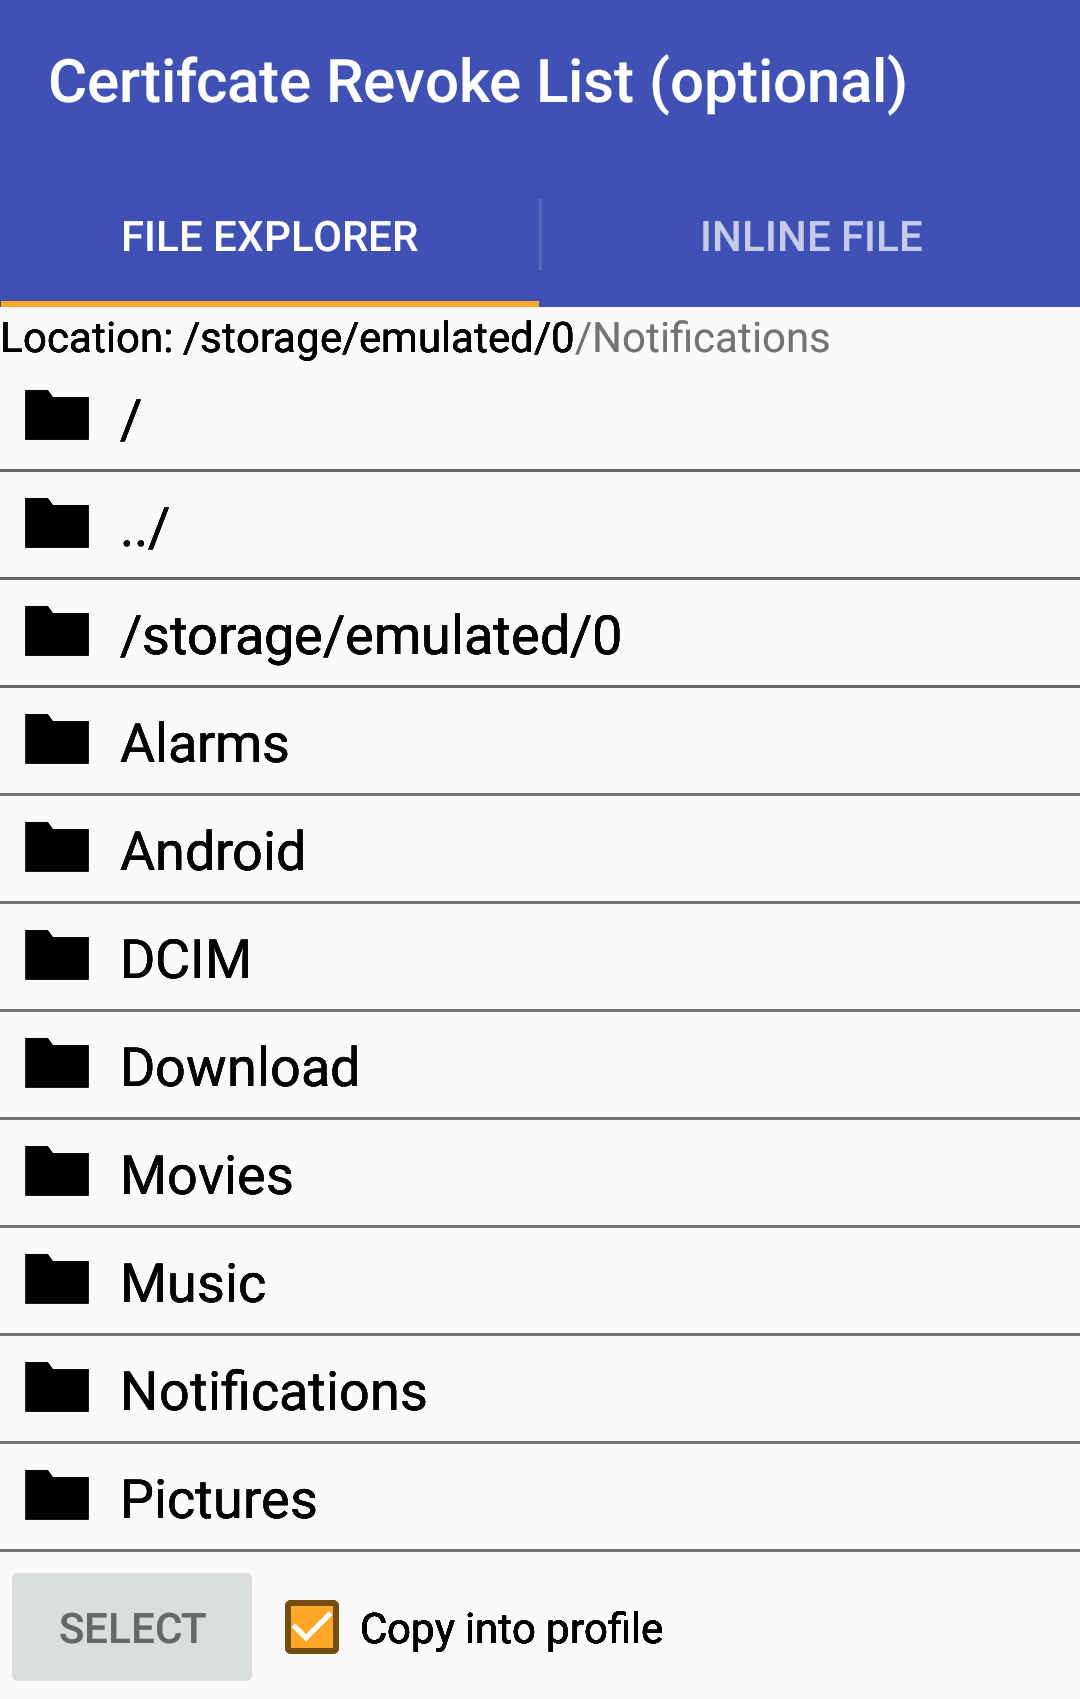 Certifcate Revoke List (optional)
FILE EXPLORER
INLINE FILE
Location: /storage/emulated/0/Notifications
/
../
/storage/emulated/0
Alarms
Android
DCIM
Download
Movies
Music
Notifications
Pictures
SELECT
Copy into profile